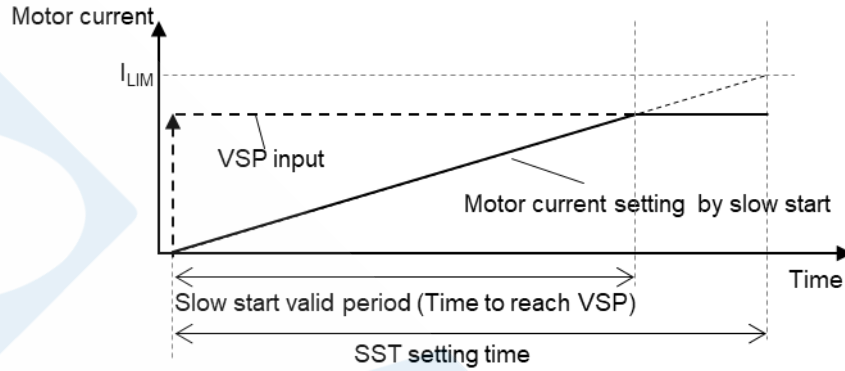 Motor current
ILIM
VSP input
Motor current setting by slow start
Time
Slow start valid period (Time to reach VSP)
SST setting time